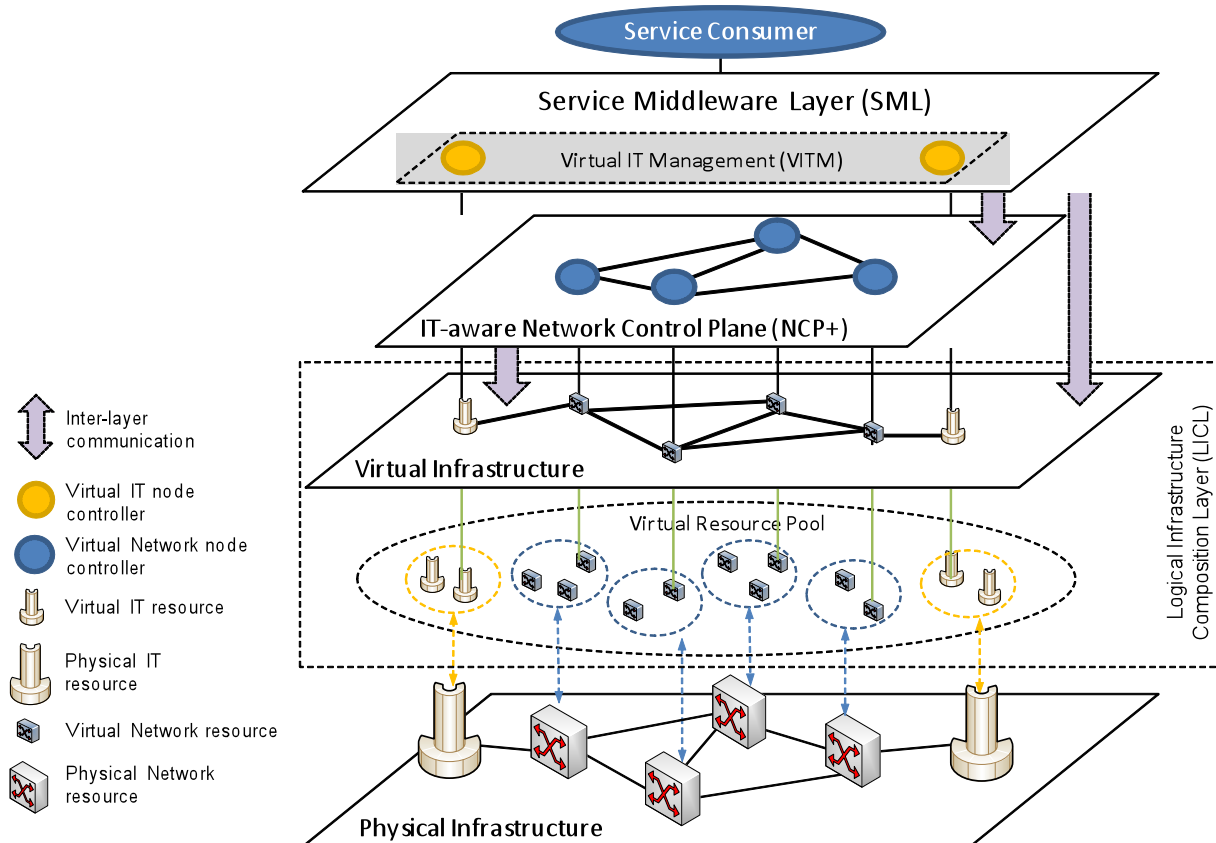 Service Consumer
Service Middleware Layer (SML)
Virtual IT Management (VITM)
IT-aware Network Control Plane (NCP+)
Virtual Infrastructure
Virtual Resource Pool
Logical Infrastructure
Composition Layer (LICL)
Physical Infrastructure
Inter-layer
communication
Virtual IT node
controller
Virtual Network node
controller
Virtual IT resource
Physical IT
resource
Virtual Network resource
Physical Network
resource